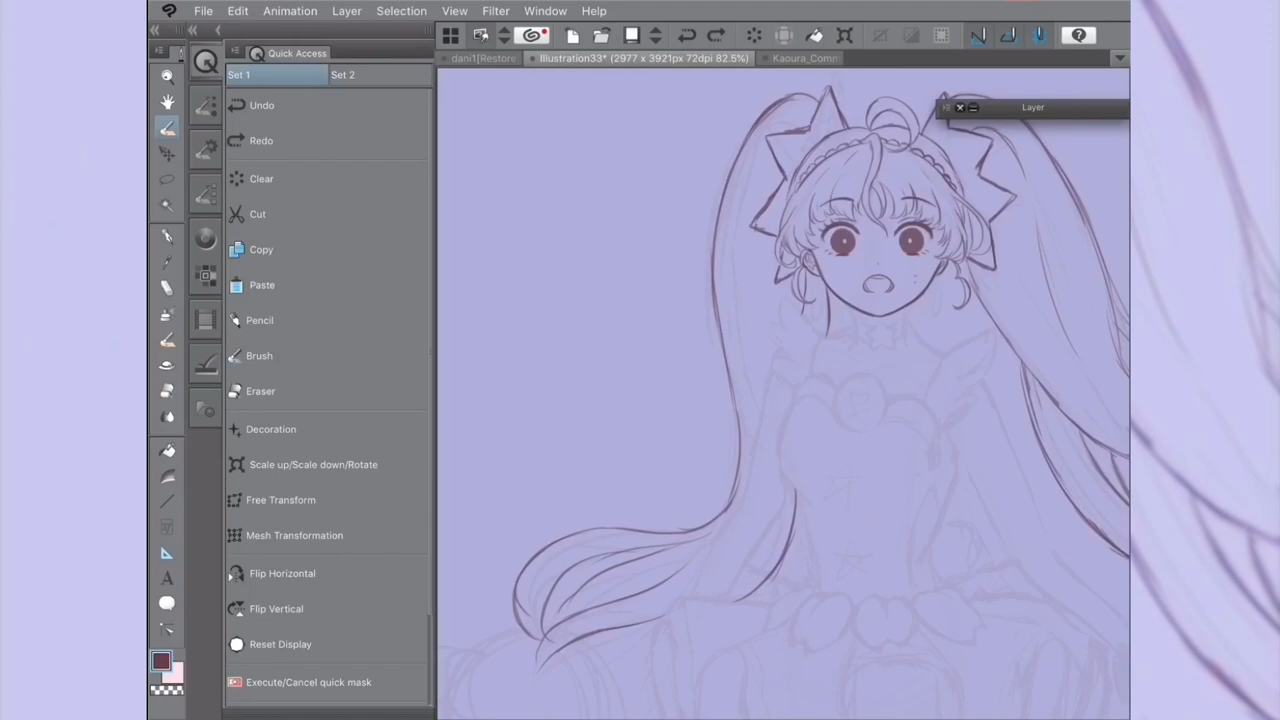 File Edit Animation Layer Selection View Filter Window Help
Quick Access
dani1[Restore Illustration33* (2977 x 3921px 72dpi 82.5%) Kaoura_Comm
Set 1 Set 2
Undo
Layer
Redo
Clear
Cut
Copy
Paste
Pencil
Brush
Eraser
Decoration
Scale up/Scale down/Rotate
Free Transform
Mesh Transformation
Flip Horizontal
Flip Vertical
Reset Display
Execute/Cancel quick mask